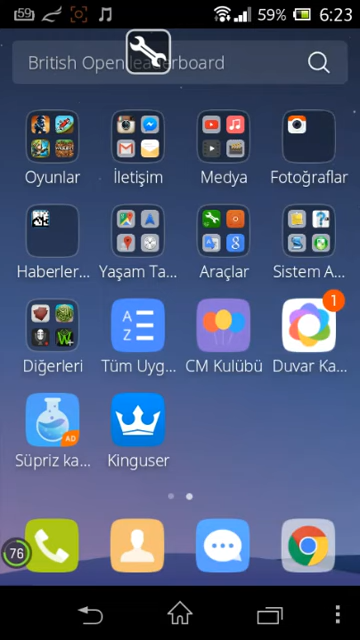 59 59% 6:23
British Open leaderboard
Oyunlar İletişim Medya Fotoğraflar
Haberler... Yaşam Ta... Araçlar Sistem A...
1
A
Z
Diğerleri Tüm Uyg... CM Kulübü Duvar Ka...
AD
Süpriz ka... Kinguser
76